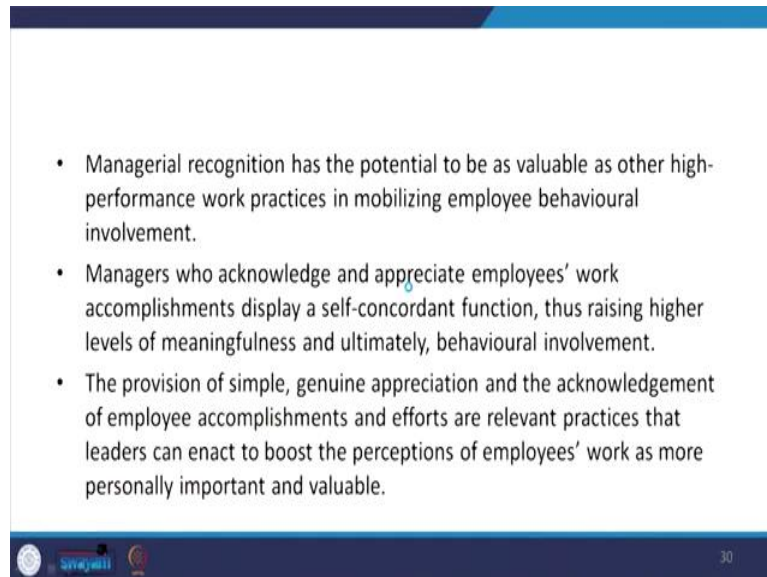 • Managerial recognition has the potential to be as valuable as other high-
performance work practices in mobilizing employee behavioural
involvement.
• Managers who acknowledge and appreciate employees' work
accomplishments display a self-concordant function, thus raising higher
levels of meaningfulness and ultimately, behavioural involvement.
• The provision of simple, genuine appreciation and the acknowledgement
of employee accomplishments and efforts are relevant practices that
leaders can enact to boost the perceptions of employees' work as more
personally important and valuable.
swayam
30